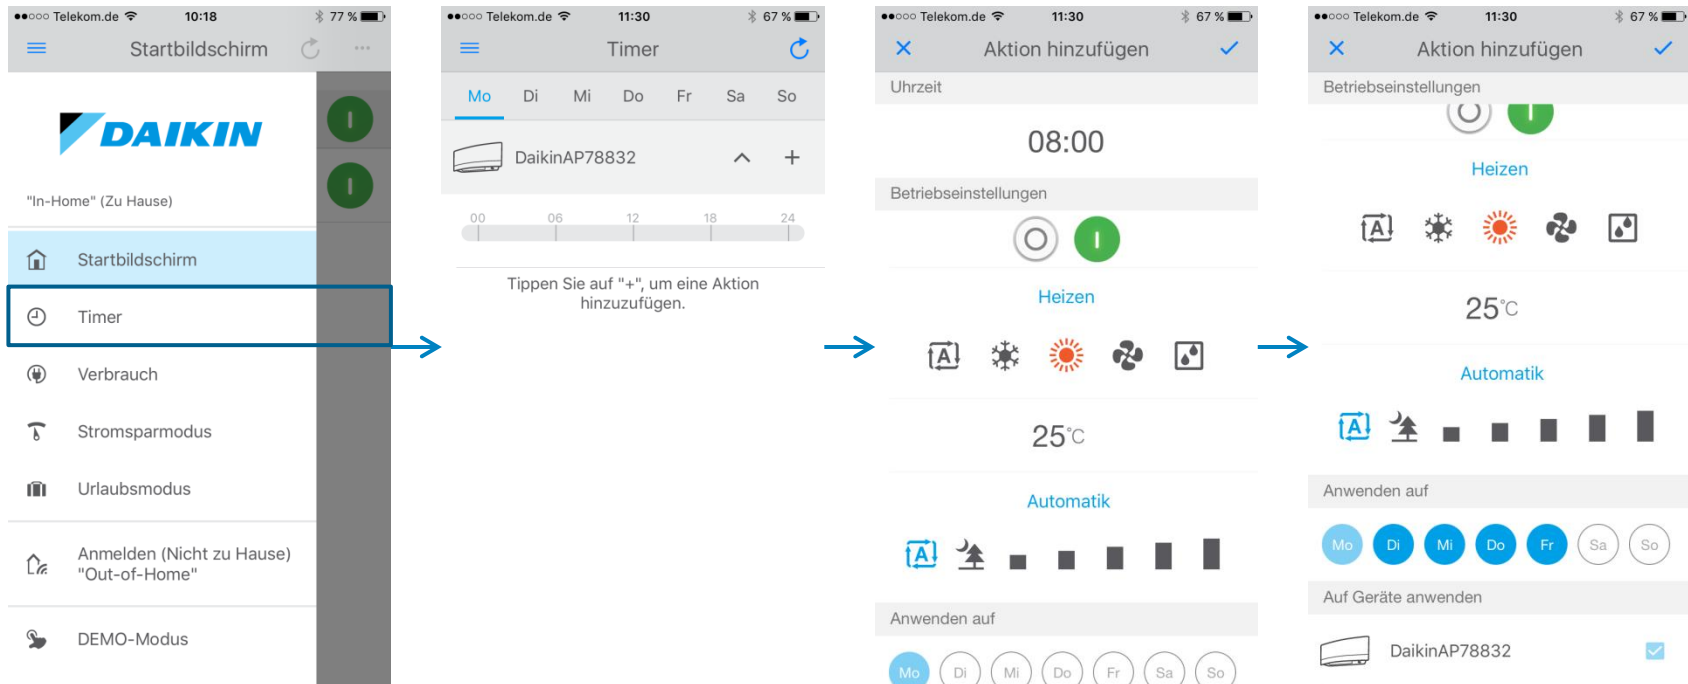 Telekom.de 10:18 77 %
Startbildschirm
DAIKIN
"In-Home" (Zu Hause)
Startbildschirm
Timer
Verbrauch
Stromsparmodus
Urlaubsmodus
Anmelden (Nicht zu Hause)
"Out-of-Home"
DEMO-Modus
Telekom.de 11:30 67 %
Timer
Mo Di Mi Do Fr Sa So
DaikinAP78832
00 06 12 18 24
Tippen Sie auf "+", um eine Aktion
hinzuzufügen.
Telekom.de 11:30 67 %
Aktion hinzufügen
Uhrzeit
08:00
Betriebseinstellungen
Heizen
A
25°C
Automatik
A
Anwenden auf
Mo Di Mi Do Fr Sa So
Telekom.de 11:30 67 %
Aktion hinzufügen
Betriebseinstellungen
Heizen
A
25°C
Automatik
A
Anwenden auf
Mo Di Mi Do Fr Sa So
Auf Geräte anwenden
DaikinAP78832